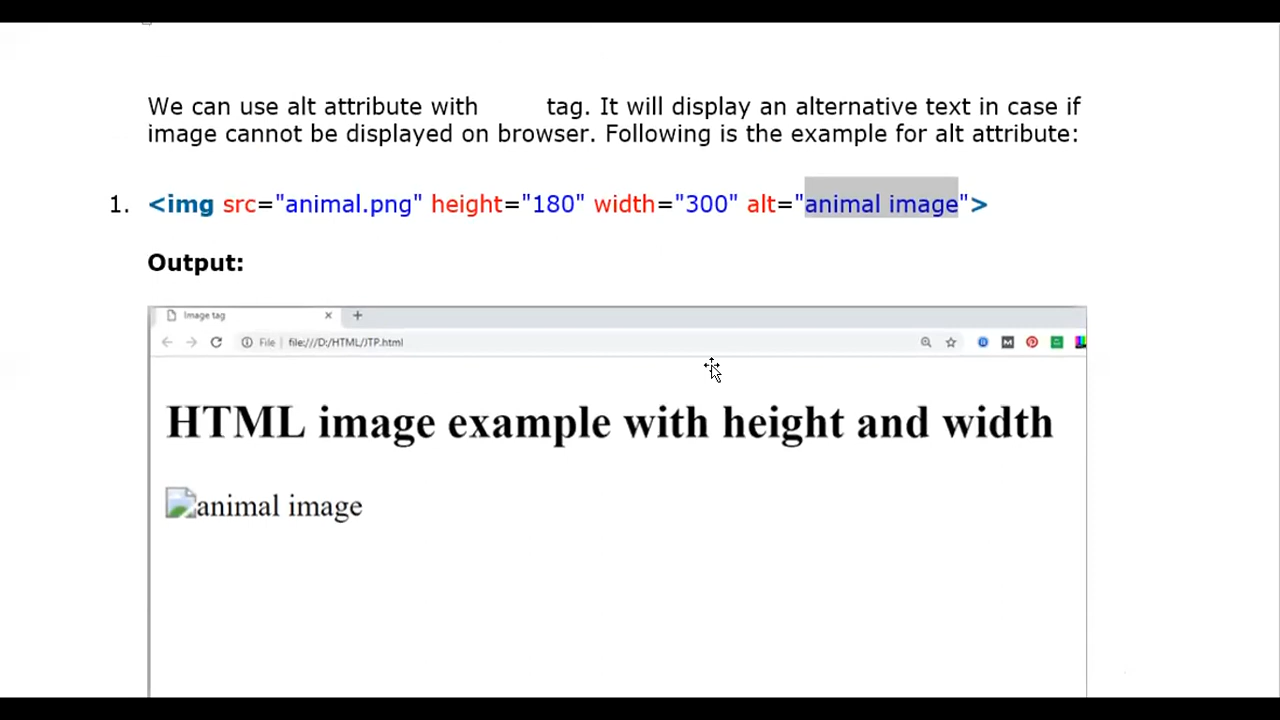 We can use alt attribute with tag. It will display an alternative text in case if
image cannot be displayed on browser. Following is the example for alt attribute:
1. <img src="animal.png" height="180" width="300" alt="animal image">
Output:
Image tag
File file:///D:/HTML/JTP.html
HTML image example with height and width
animal image